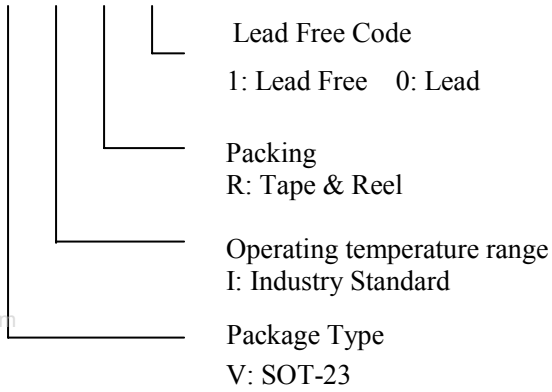 Lead Free Code
1: Lead Free 0: Lead
Packing
R: Tape & Reel
Operating temperature range
I: Industry Standard
Package Type
V: SOT-23